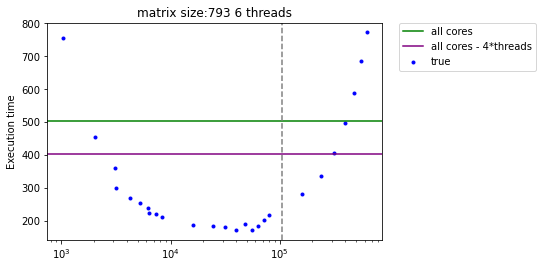 matrix size:793 6 threads
all cores
all cores - 4*threads
true
Execution time
800
700
600
500
400
300
200
10³
10⁴
10⁵